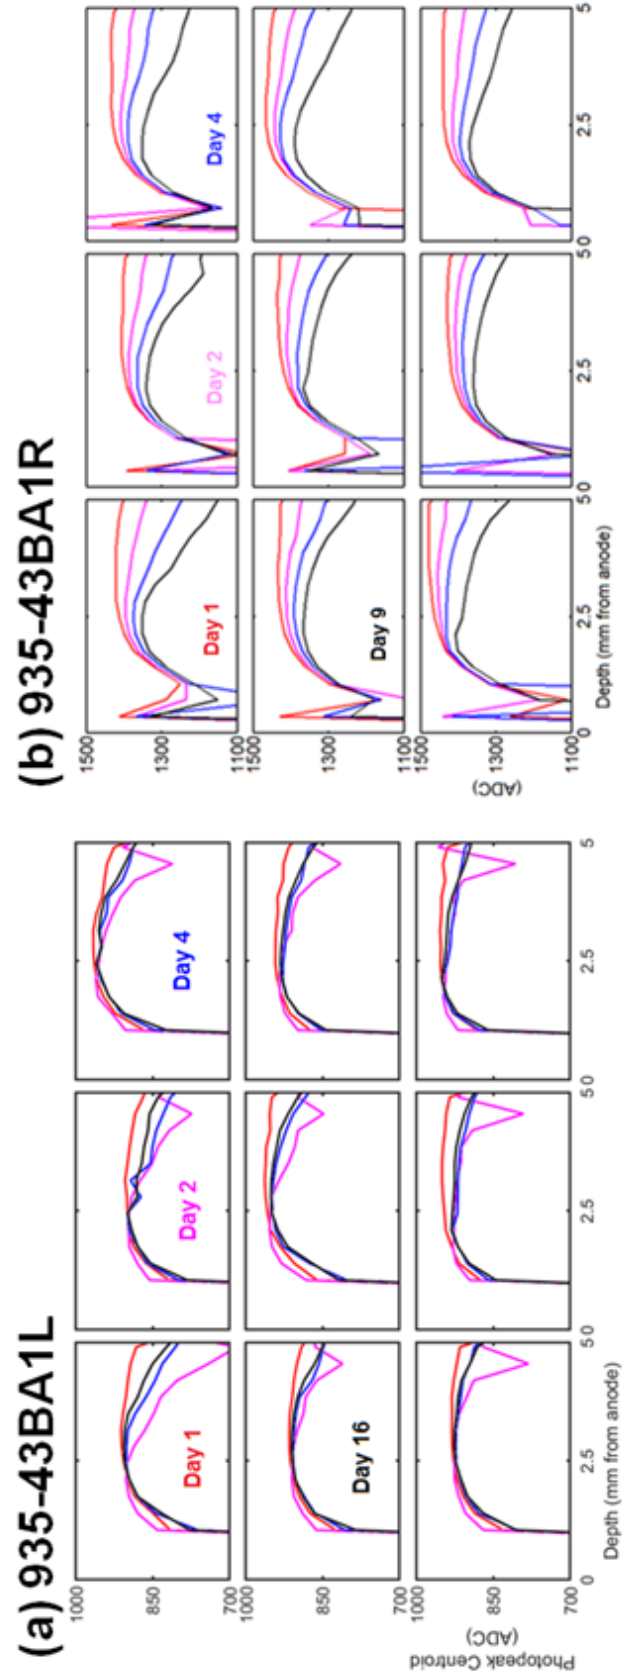 (a) 935-43BA1L
1000
850
Day 1
Day 2
Day 4
700
1000
850
Day 16
700
1000
850
700
0 2.5 5 0 2.5 5 0 2.5 5
Photopeak Centroid
(ADC)
Depth (mm from anode)
(b) 935-43BA1R
1500
1300
Day 1
Day 2
Day 4
1100
1500
1300
Day 9
1100
1500
1300
1100
0 2.5 5 0 2.5 5 0 2.5 5
(ADC)
Depth (mm from anode)